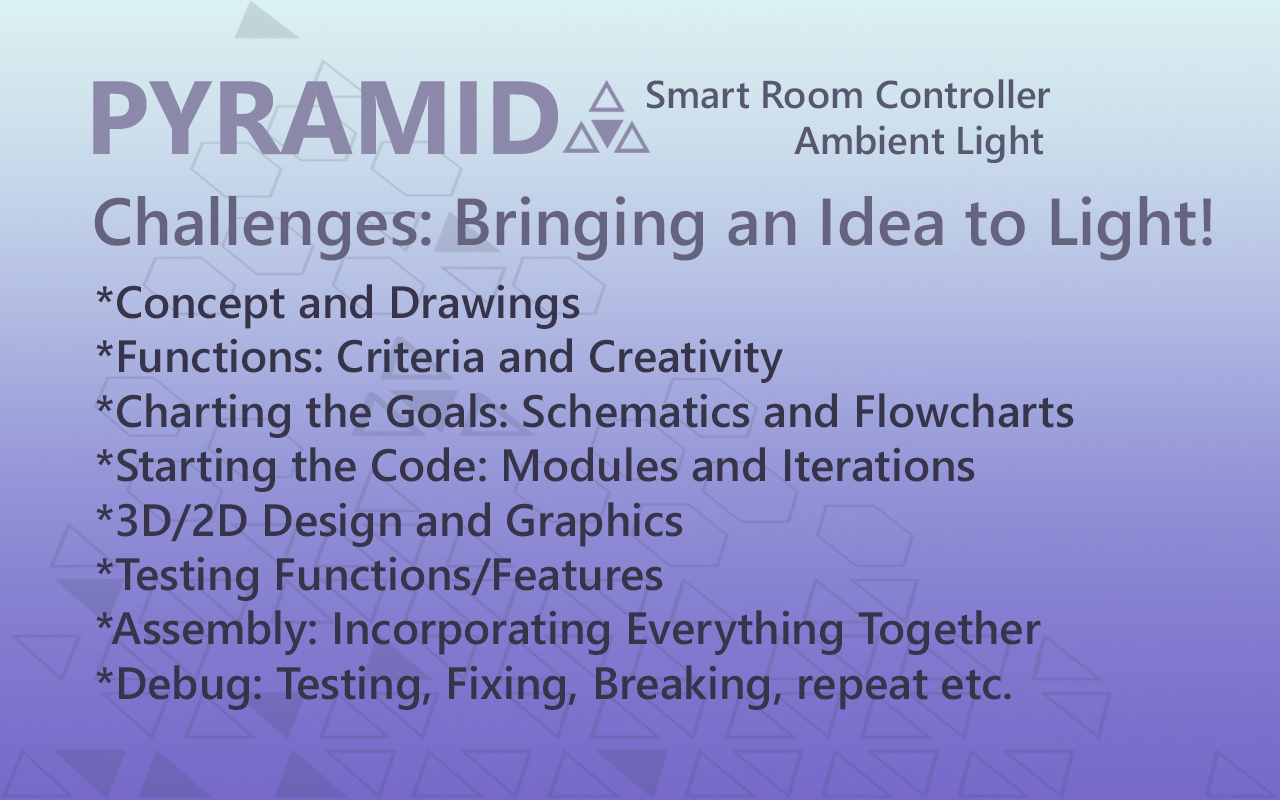 PYRAMID
Smart Room Controller
Ambient Light
Challenges: Bringing an Idea to Light!
*Concept and Drawings
*Functions: Criteria and Creativity
*Charting the Goals: Schematics and Flowcharts
*Starting the Code: Modules and Iterations
*3D/2D Design and Graphics
*Testing Functions/Features
*Assembly: Incorporating Everything Together
*Debug: Testing, Fixing, Breaking, repeat etc.